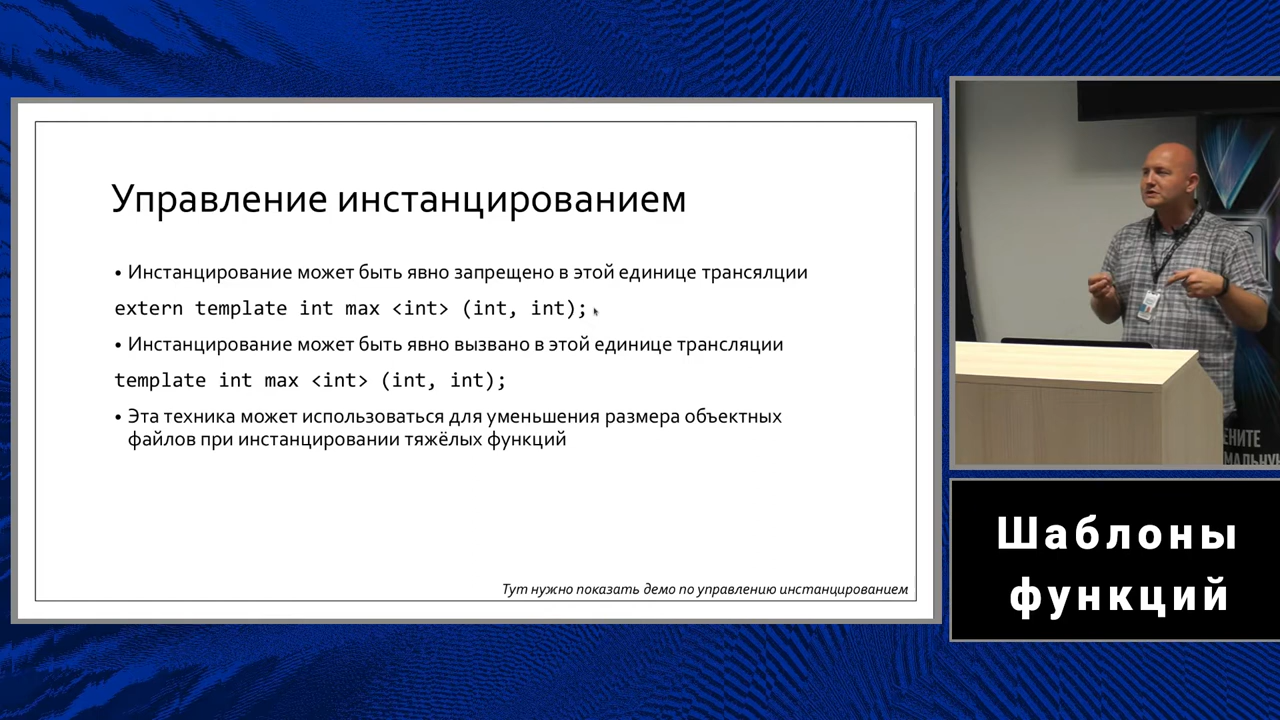 Управление инстанцированием
• Инстанцирование может быть явно запрещено в этой единице трансялции
extern template int max <int> (int, int);
• Инстанцирование может быть явно вызвано в этой единице трансляции
template int max <int> (int, int);
• Эта техника может использоваться для уменьшения размера объектных
файлов при инстанцировании тяжёлых функций
Тут нужно показать демо по управлению инстанцированием
Шаблоны
функций